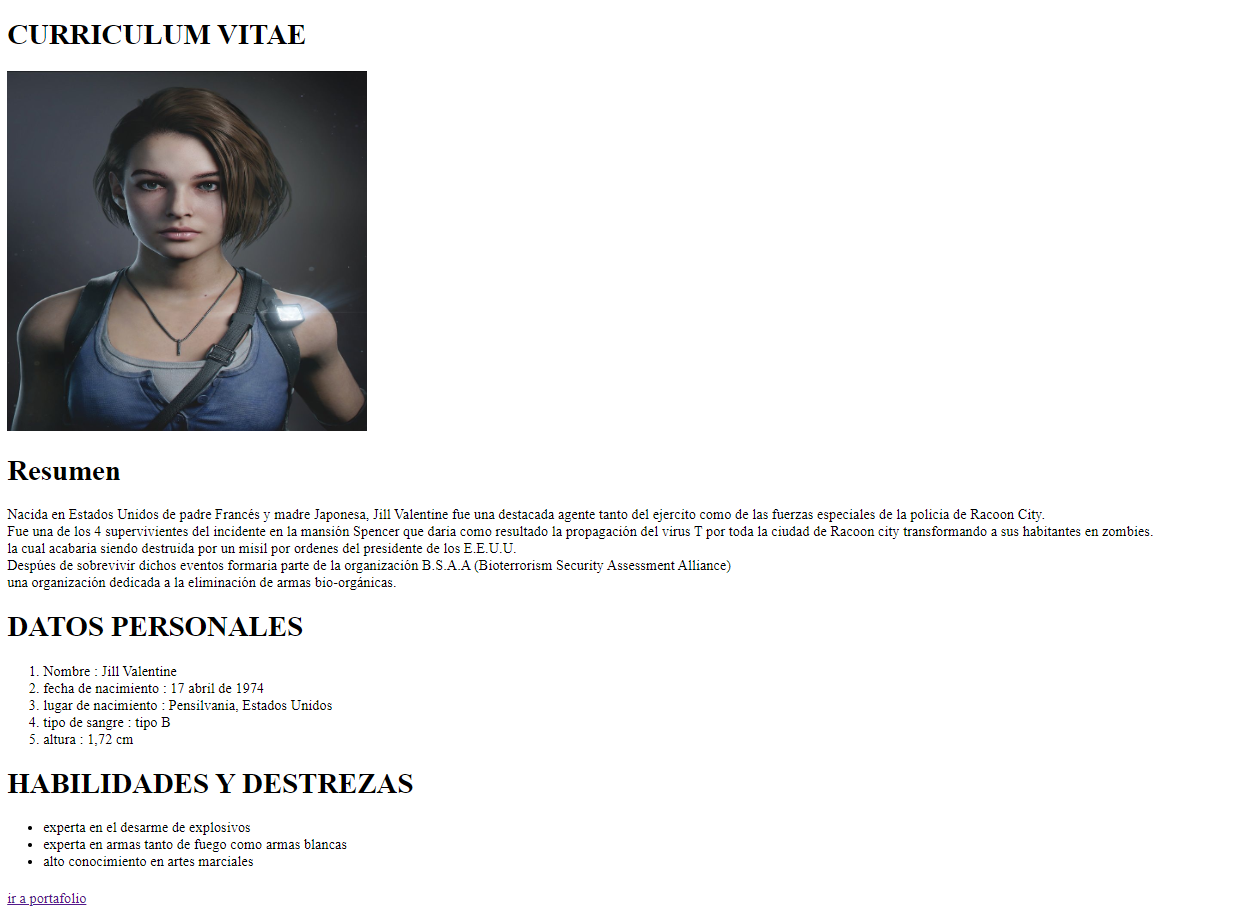 CURRICULUM VITAE
Resumen
Nacida en Estados Unidos de padre Francés y madre Japonesa, Jill Valentine fue una destacada agente tanto del ejercito como de las fuerzas especiales de la policia de Racoon City.
Fue una de los 4 supervivientes del incidente en la mansión Spencer que daria como resultado la propagación del virus T por toda la ciudad de Racoon city transformando a sus habitantes en zombies.
la cual acabaria siendo destruida por un misil por ordenes del presidente de los E.E.U.U.
Despúes de sobrevivir dichos eventos formaria parte de la organización B.S.A.A (Bioterrorism Security Assessment Alliance)
una organización dedicada a la eliminación de armas bio-orgánicas.
DATOS PERSONALES
1. Nombre : Jill Valentine
2. fecha de nacimiento : 17 abril de 1974
3. lugar de nacimiento : Pensilvania, Estados Unidos
4. tipo de sangre : tipo B
5. altura : 1,72 cm
HABILIDADES Y DESTREZAS
• experta en el desarme de explosivos
• experta en armas tanto de fuego como armas blancas
• alto conocimiento en artes marciales
ir a portafolio